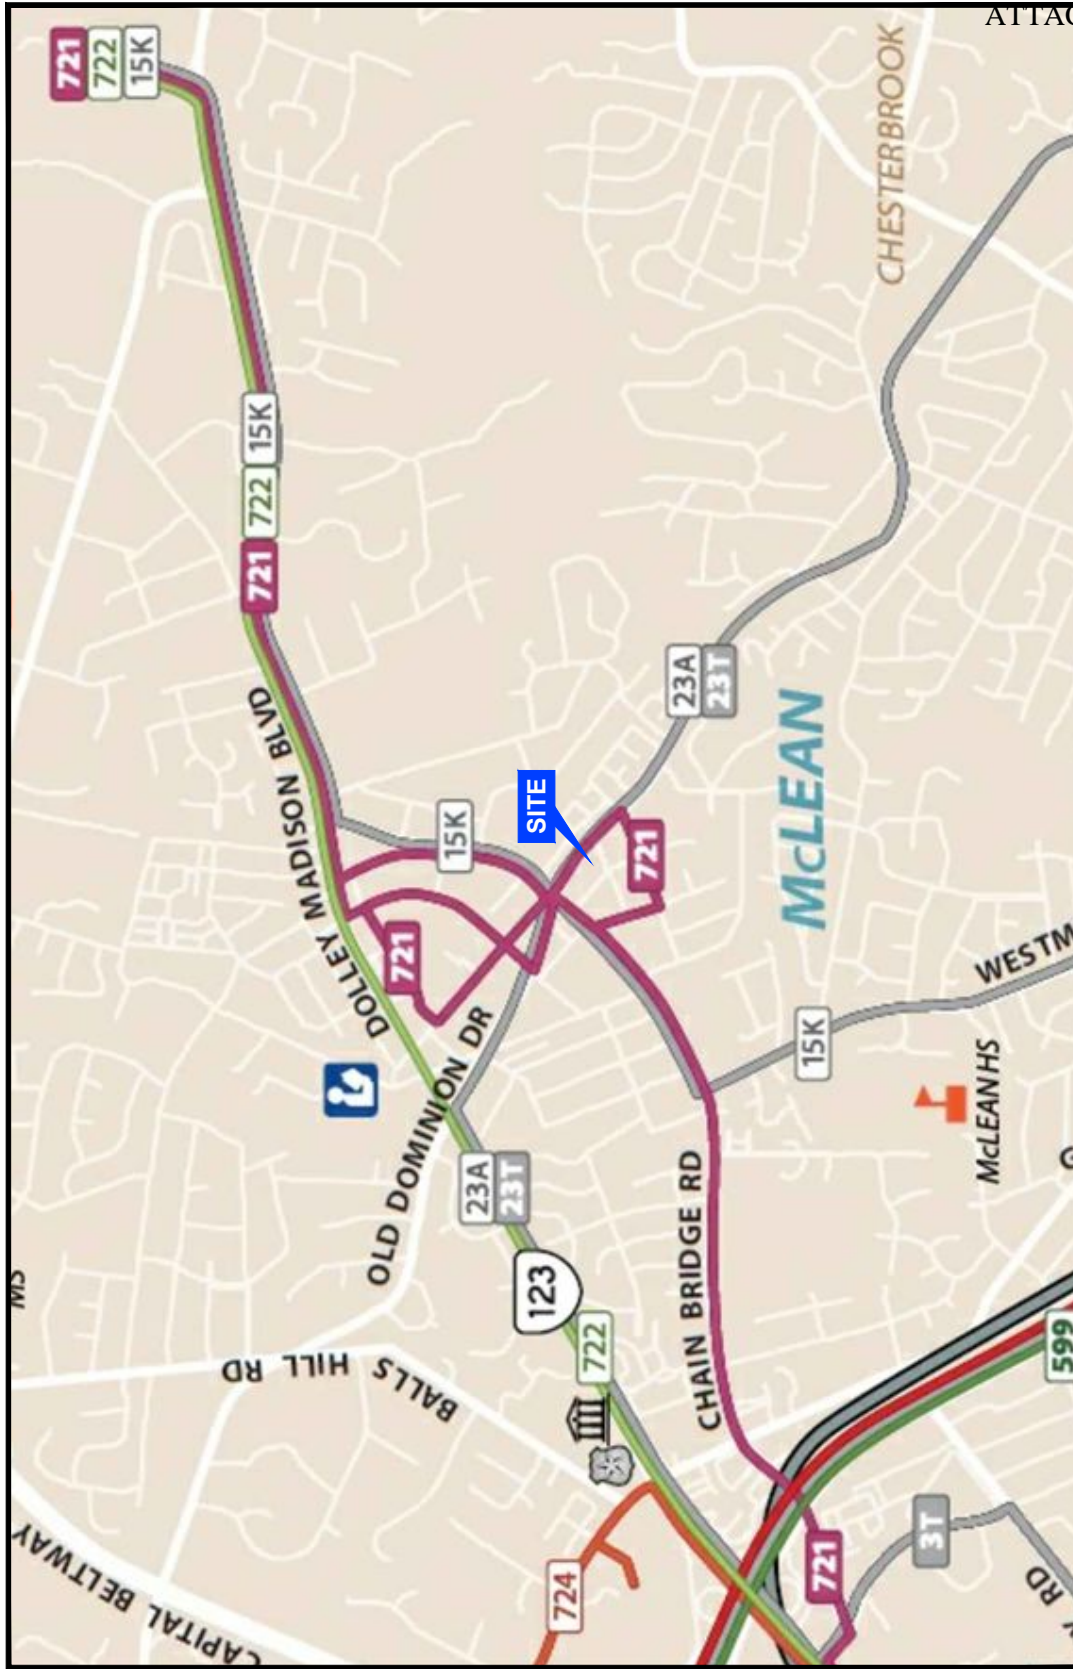 ATTAC
721
722
15K
CHESTERBROOK
15K
722
721
DOLLEY MADISON BLVD
23A
23T
McLEAN
SITE
15K
721
721
WESTM
15K
OLD DOMINION DR
McLEAN HS
23A
23T
123
CHAIN BRIDGE RD
MS
722
599
BALLS HILL RD
3T
721
724
RD
CAPITAL BELTWAY